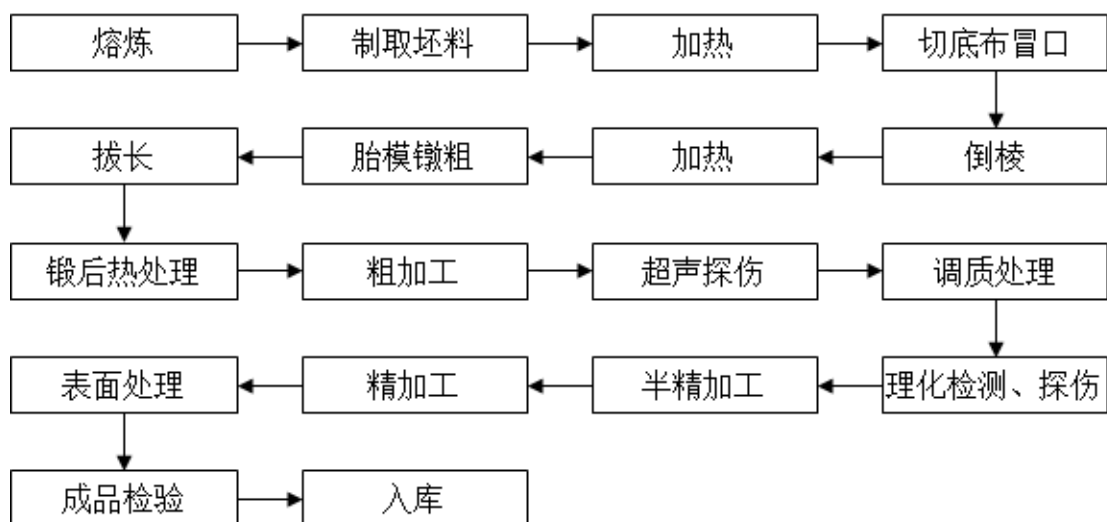 熔炼
制取坯料
加热
切底布冒口
倒棱
加热
胎模镦粗
拔长
锻后热处理
粗加工
超声探伤
调质处理
理化检测、探伤
半精加工
精加工
表面处理
成品检验
入库